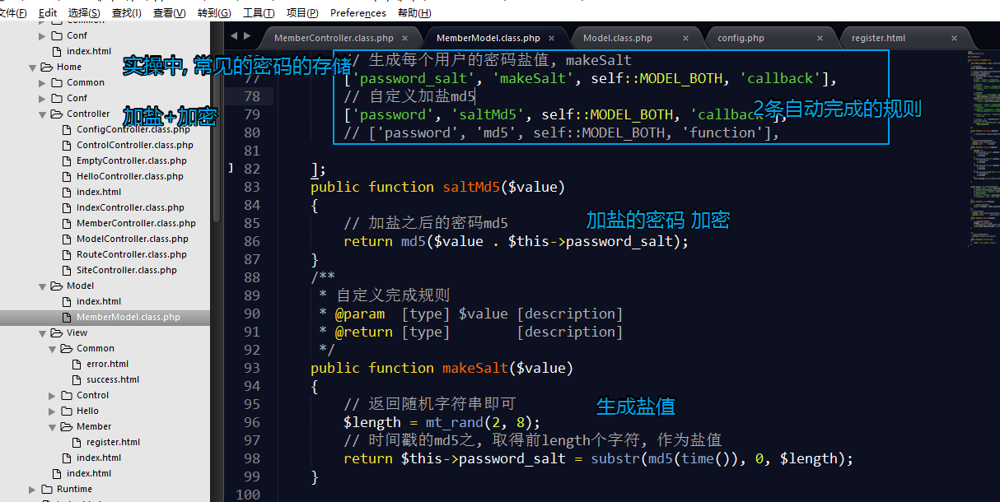 文件(F) Edit 选择(S) 查找(I) 查看(V) 转到(G) 工具(T) 项目(P) Preferences 帮助(H)
Common
Conf
index.html
Home
Common
Conf
Controller
ConfigController.class.php
ControlController.class.php
EmptyController.class.php
HelloController.class.php
index.html
IndexController.class.php
MemberController.class.php
ModelController.class.php
RouteController.class.php
SiteController.class.php
Model
index.html
MemberModel.class.php
View
Common
error.html
success.html
Control
Hello
Member
register.html
index.html
index.html
Runtime
实操中, 常见的密码的存储
加盐+加密
MemberController.class.php × MemberModel.class.php × Model.class.php × config.php × register.html ×
// 生成每个用户的密码盐值, makeSalt
77 ['password_salt', 'makeSalt', self::MODEL_BOTH, 'callback'],
78 // 自定义加盐md5
79 ['password', 'saltMd5', self::MODEL_BOTH, 'callback'],
2条自动完成的规则
80 // ['password', 'md5', self::MODEL_BOTH, 'function'],
81
82 ];
83 public function saltMd5($value)
84 {
85 // 加盐之后的密码md5
加盐的密码 加密
86 return md5($value . $this->password_salt);
87 }
88 /**
89 * 自定义完成规则
90 * @param [type] $value [description]
91 * @return [type] [description]
92 */
93 public function makeSalt($value)
94 {
95 // 返回随机字符串即可
生成盐值
96 $length = mt_rand(2, 8);
97 // 时间戳的md5之, 取得前length个字符, 作为盐值
98 return $this->password_salt = substr(md5(time()), 0, $length);
99 }
100